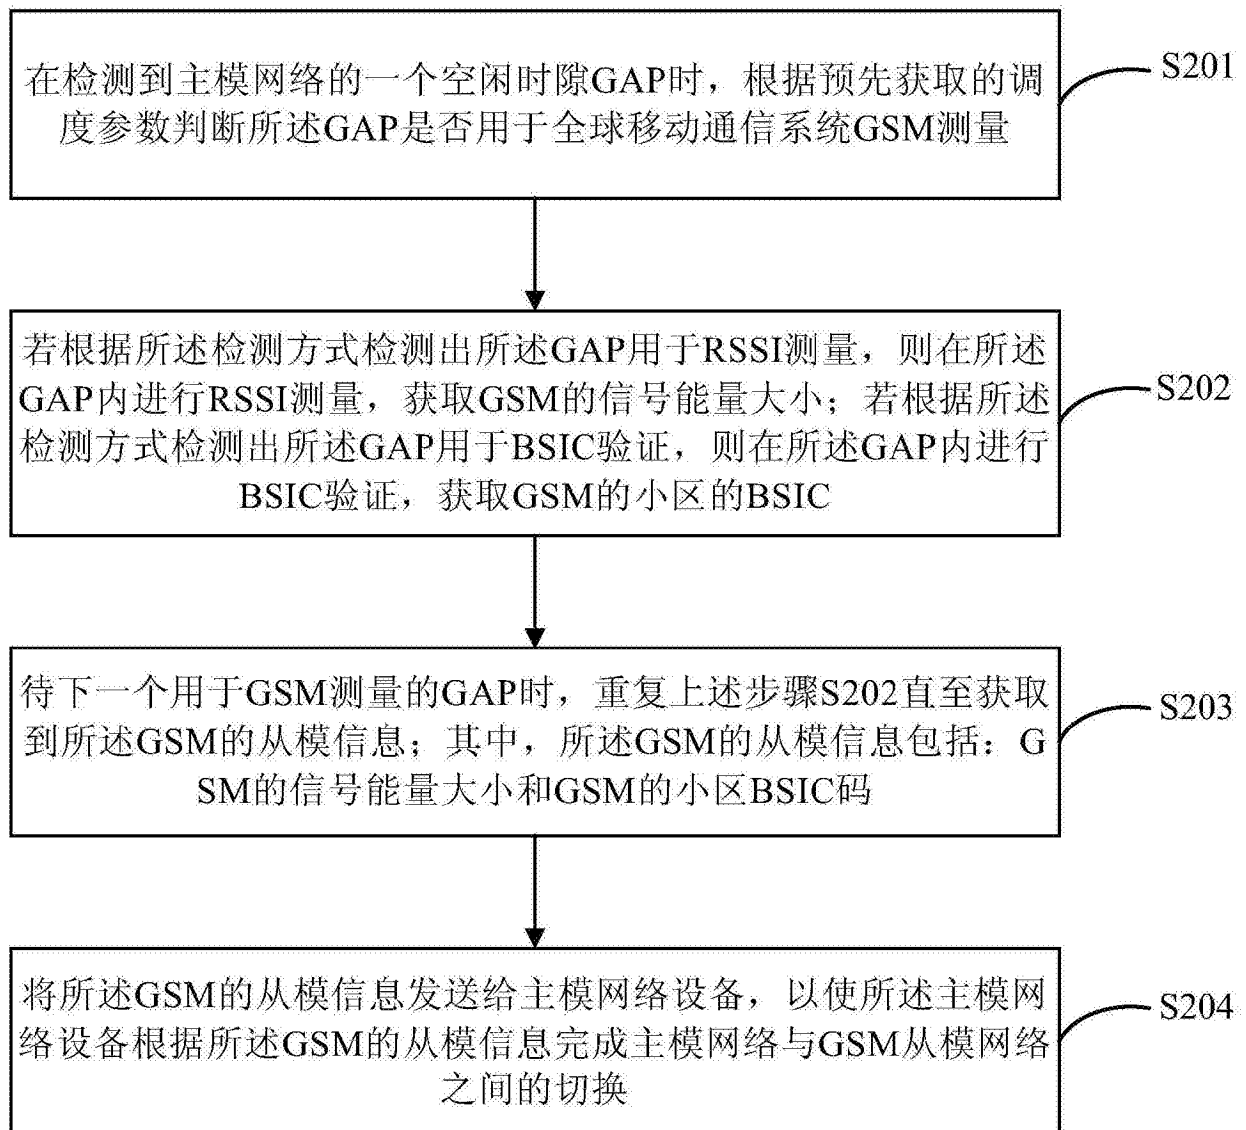 在检测到主模网络的一个空闲时隙GAP时，根据预先获取的调
度参数判断所述GAP是否用于全球移动通信系统GSM测量
S201
若根据所述检测方式检测出所述GAP用于RSSI测量，则在所述
GAP内进行RSSI测量，获取GSM的信号能量大小；若根据所述
检测方式检测出所述GAP用于BSIC验证，则在所述GAP内进行
BSIC验证，获取GSM的小区的BSIC
S202
待下一个用于GSM测量的GAP时，重复上述步骤S202直至获取
到所述GSM的从模信息；其中，所述GSM的从模信息包括：G
SM的信号能量大小和GSM的小区BSIC码
S203
将所述GSM的从模信息发送给主模网络设备，以使所述主模网
络设备根据所述GSM的从模信息完成主模网络与GSM从模网络
之间的切换
S204